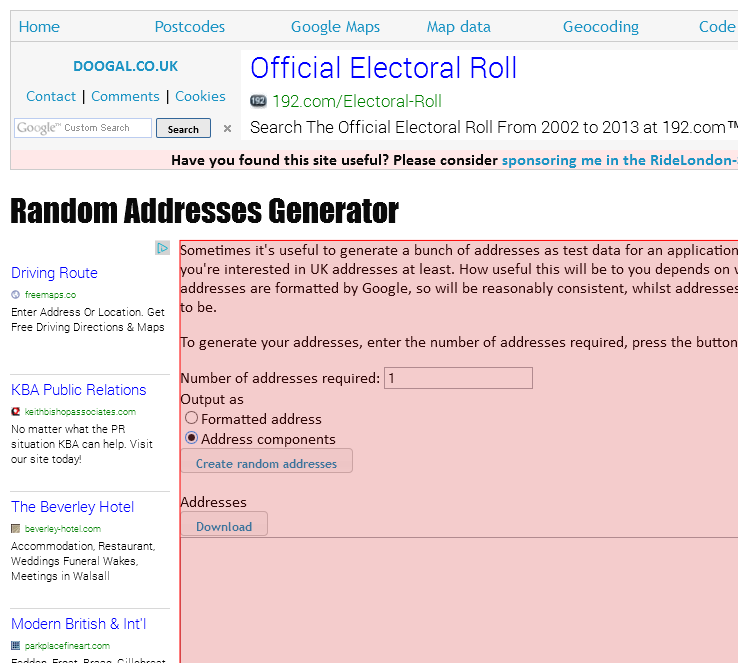 Home Postcodes Google Maps Map data Geocoding Code
DOOGAL.CO.UK
Contact | Comments | Cookies
Google™ Custom Search Search ×
Official Electoral Roll
192 192.com/Electoral-Roll
Search The Official Electoral Roll From 2002 to 2013 at 192.com™
Have you found this site useful? Please consider sponsoring me in the RideLondon-
Random Addresses Generator
Driving Route
freemaps.co
Enter Address Or Location. Get
Free Driving Directions & Maps
KBA Public Relations
keithbishopassociates.com
No matter what the PR
situation KBA can help. Visit
our site today!
The Beverley Hotel
beverley-hotel.com
Accommodation, Restaurant,
Weddings Funeral Wakes,
Meetings in Walsall
Modern British & Int'l
parkplacefineart.com
Sometimes it's useful to generate a bunch of addresses as test data for an application
you're interested in UK addresses at least. How useful this will be to you depends on
addresses are formatted by Google, so will be reasonably consistent, whilst addresses
to be.
To generate your addresses, enter the number of addresses required, press the button
Number of addresses required: 1
Output as
Formatted address
Address components
Create random addresses
Addresses
Download